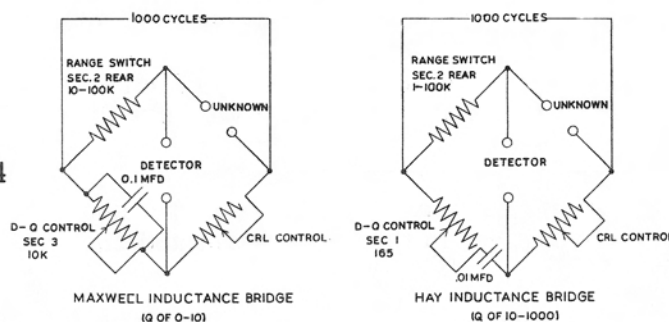 1000 CYCLES
RANGE SWITCH
SEC. 2 REAR
10-100K
UNKNOWN
DETECTOR
0.1 MFD
D-Q CONTROL
SEC 3
10K
CRL CONTROL
MAXWELL INDUCTANCE BRIDGE
(Q OF 0-10)
1000 CYCLES
RANGE SWITCH
SEC. 2 REAR
1-100K
UNKNOWN
DETECTOR
D-Q CONTROL
SEC 1
165
.01 MFD
CRL CONTROL
HAY INDUCTANCE BRIDGE
(Q OF 10-1000)